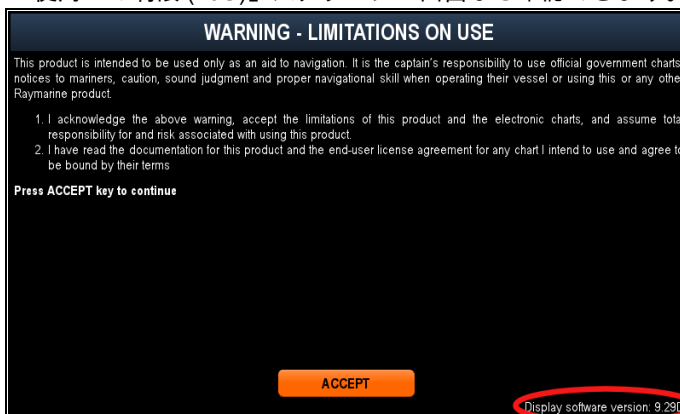 WARNING - LIMITATIONS ON USE
This product is intended to be used only as an aid to navigation. It is the captain's responsibility to use official government charts
notices to mariners, caution, sound judgment and proper navigational skill when operating their vessel or using this or any othe
Raymarine product.
1. I acknowledge the above warning, accept the limitations of this product and the electronic charts, and assume tota
responsibility for and risk associated with using this product.
2. I have read the documentation for this product and the end-user license agreement for any chart I intend to use and agree to
be bound by their terms
Press ACCEPT key to continue
ACCEPT
Display software version: 9.29D